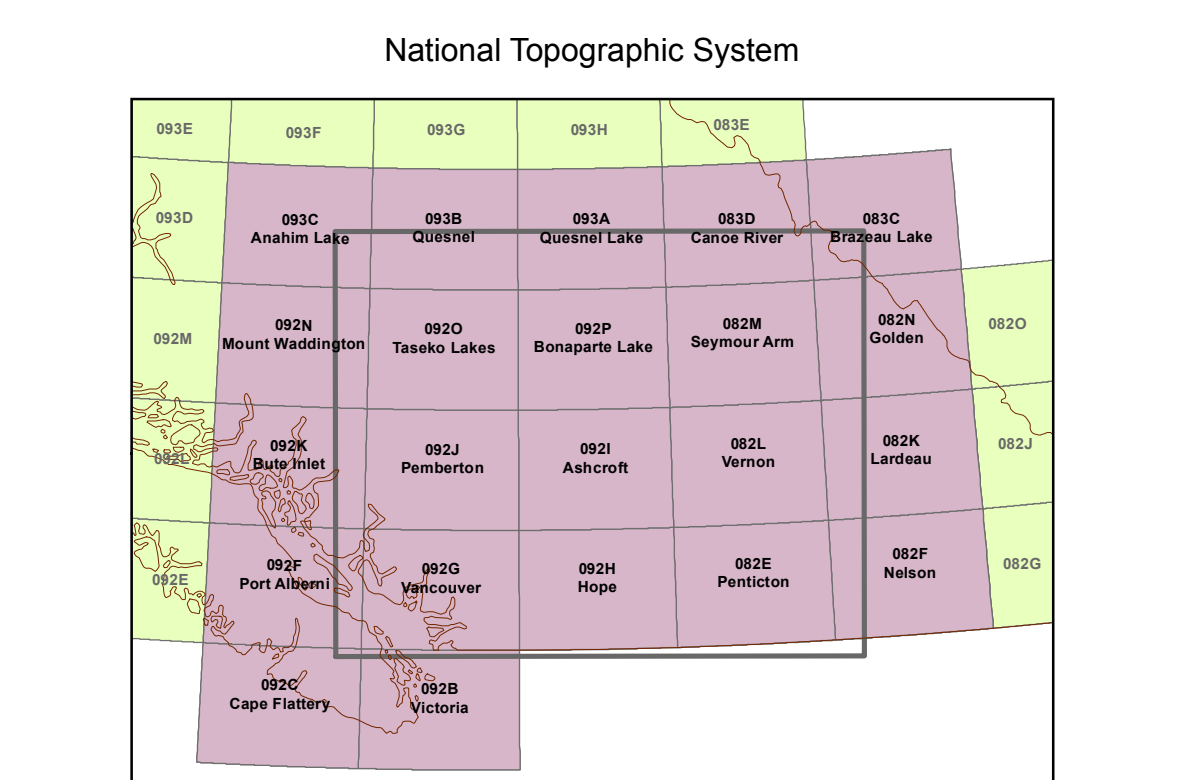 National Topographic System
093E
093F
093G
093H
083E
093D
093C
Anahim Lake
093B
Quesnel
093A
Quesnel Lake
083D
Canoe River
083C
Brazeau Lake
092M
092N
Mount Waddington
092O
Taseko Lakes
092P
Bonaparte Lake
082M
Seymour Arm
082N
Golden
082O
092L
092K
Bute Inlet
092J
Pemberton
092I
Ashcroft
082L
Vernon
082K
Lardeau
082J
092E
092F
Port Alberni
092G
Vancouver
092H
Hope
082E
Penticton
082F
Nelson
082G
092C
Cape Flattery
092B
Victoria